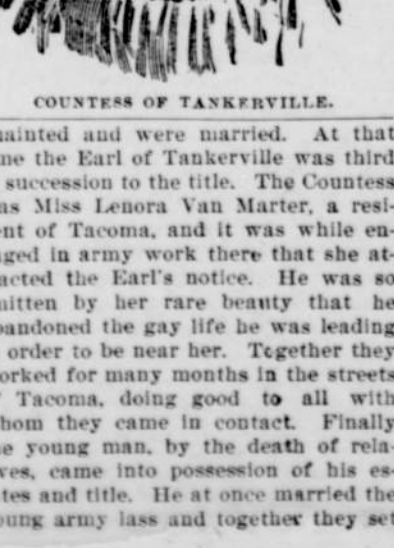 COUNTESS OF TANKERVILLE.
ainted and were married. At that
ne the Earl of Tankerville was third
succession to the title. The Countess
as Miss Lenora Van Marter, a resi-
ent of Tacoma, and it was while en-
ged in army work there that she at-
acted the Earl's notice. He was so
itten by her rare beauty that he
bandoned the gay life he was leading
order to be near her. Together they
orked for many months in the streets
Tacoma, doing good to all with
hom they came in contact. Finally
e young man, by the death of rela-
ves, came into possession of his es-
tes and title. He at once married the
oung army lass and together they set